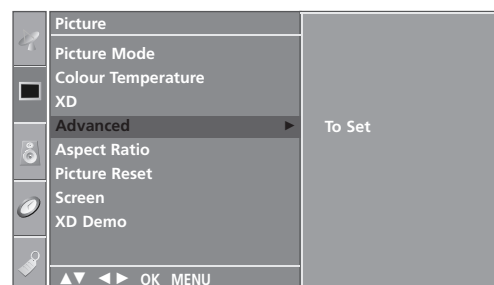 Picture
Picture Mode
Colour Temperature
XD
Advanced ► To Set
Aspect Ratio
Picture Reset
Screen
XD Demo
▲▼ ◄► OK MENU